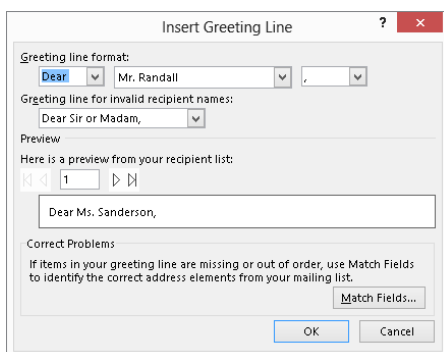 Insert Greeting Line ? ×
Greeting line format:
Dear Mr. Randall ,
Greeting line for invalid recipient names:
Dear Sir or Madam,
Preview
Here is a preview from your recipient list:
1
Dear Ms. Sanderson,
Correct Problems
If items in your greeting line are missing or out of order, use Match Fields
to identify the correct address elements from your mailing list.
Match Fields...
OK Cancel